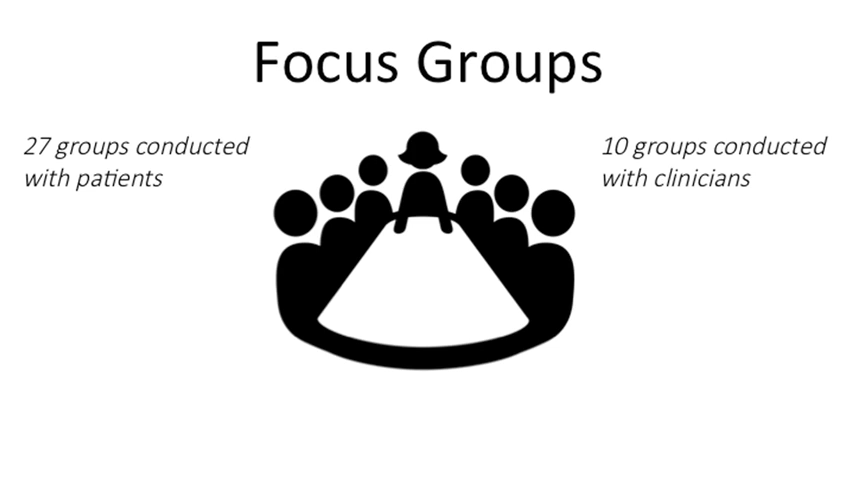 Focus Groups
27 groups conducted
with patients
10 groups conducted
with clinicians